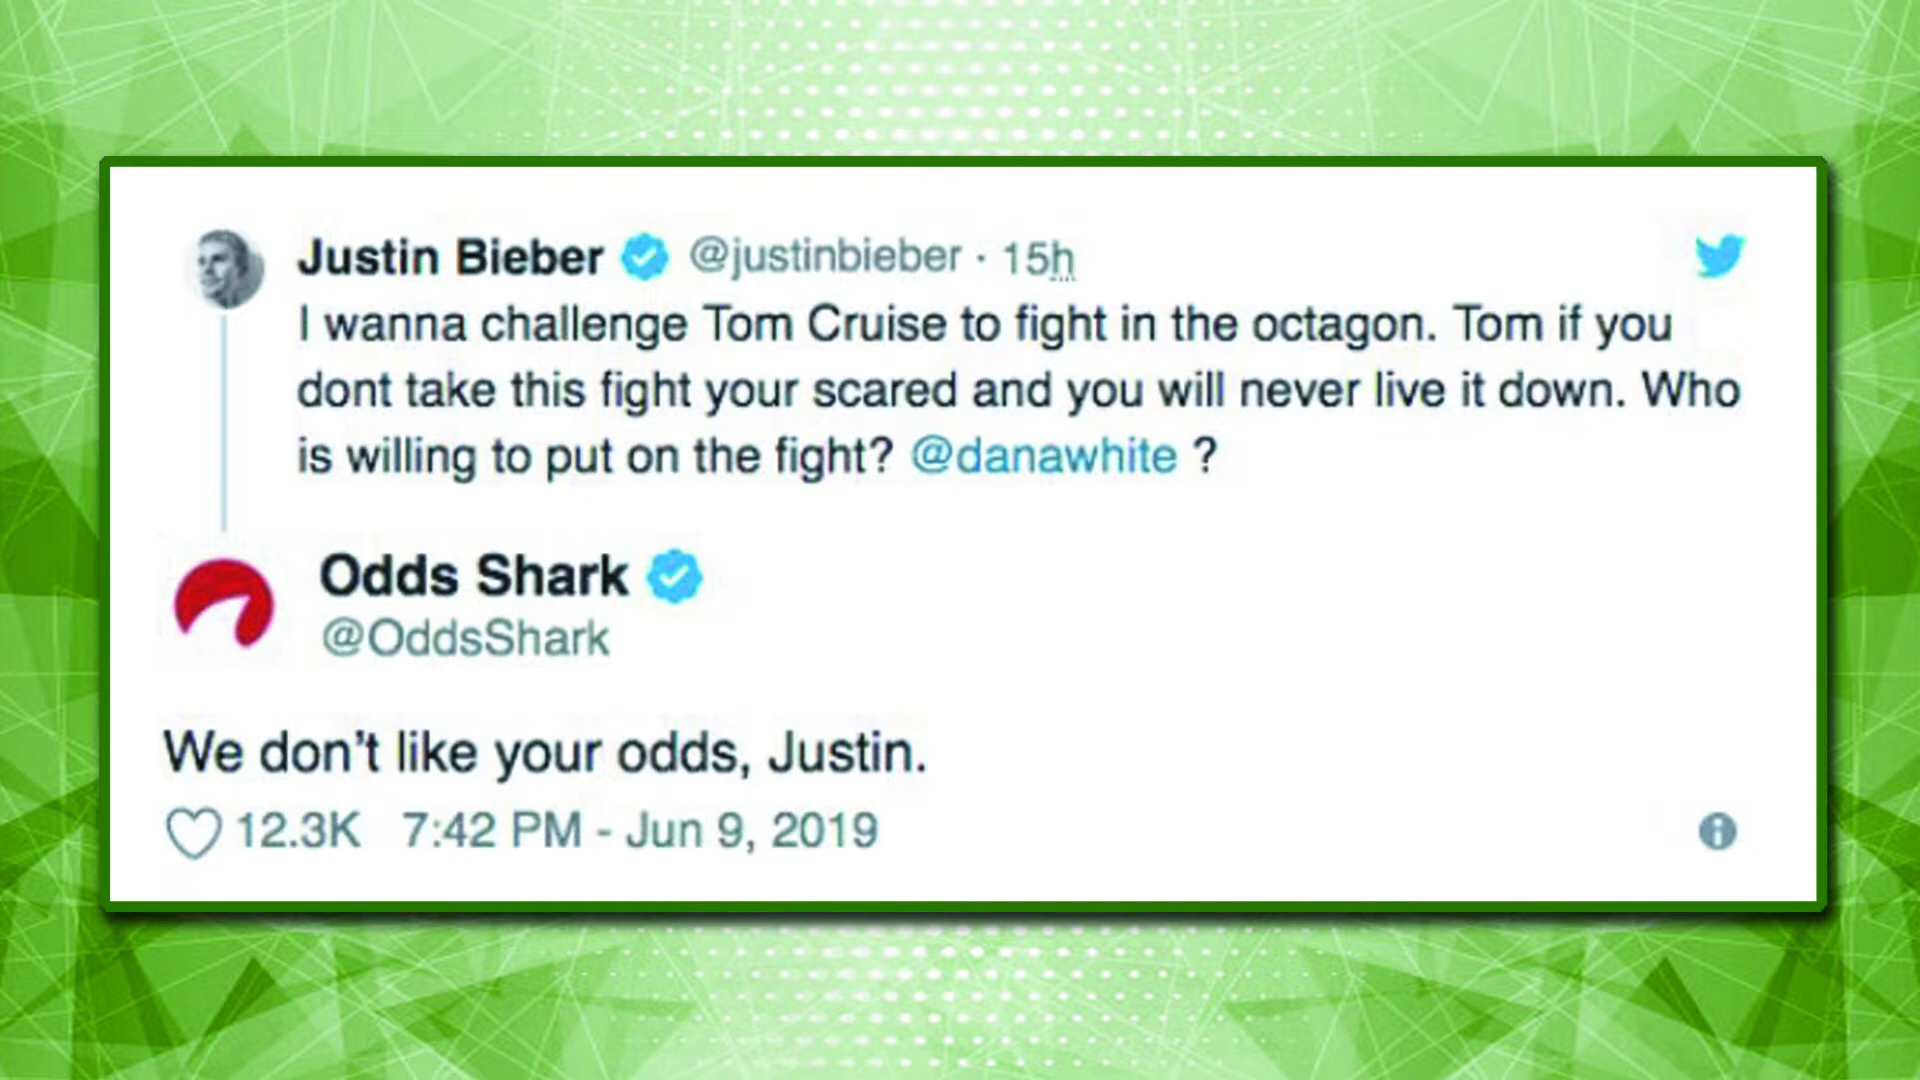 Justin Bieber @justinbieber · 15h
I wanna challenge Tom Cruise to fight in the octagon. Tom if you
dont take this fight your scared and you will never live it down. Who
is willing to put on the fight? @danawhite ?
Odds Shark
@OddsShark
We don't like your odds, Justin.
12.3K 7:42 PM - Jun 9, 2019